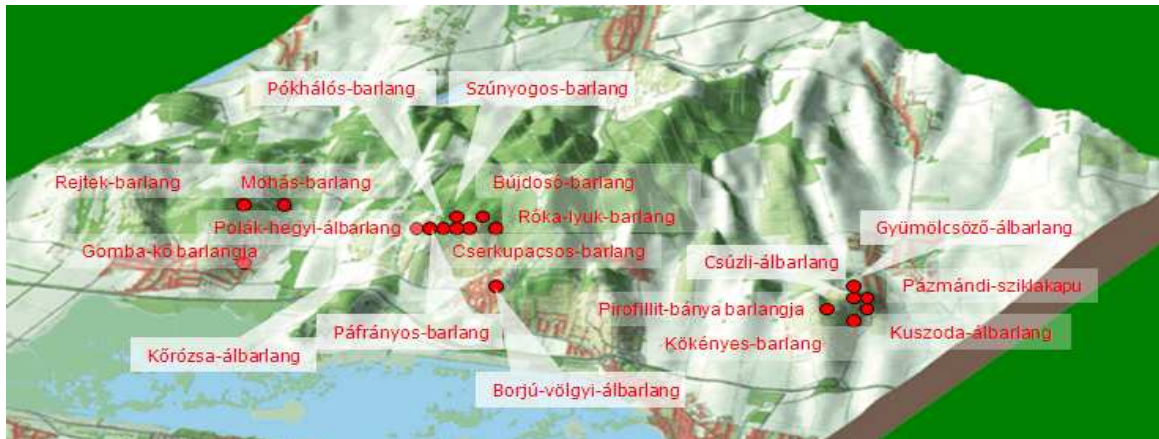 Pókhálós-barlang
Szúnyogos-barlang
Rejtek-barlang
Mohás-barlang
Bújdosó-barlang
Polák-hegyi-álbarlang
Róka-lyuk-barlang
Gyümölcsöző-álbarlang
Gomba-kő barlangja
Cserkupacsos-barlang
Csúzli-álbarlang
Pázmándi-sziklakapu
Pirofillit-bánya barlangja
Páfrányos-barlang
Kuszoda-álbarlang
Kökényes-barlang
Kőrózsa-álbarlang
Borjú-völgyi-álbarlang